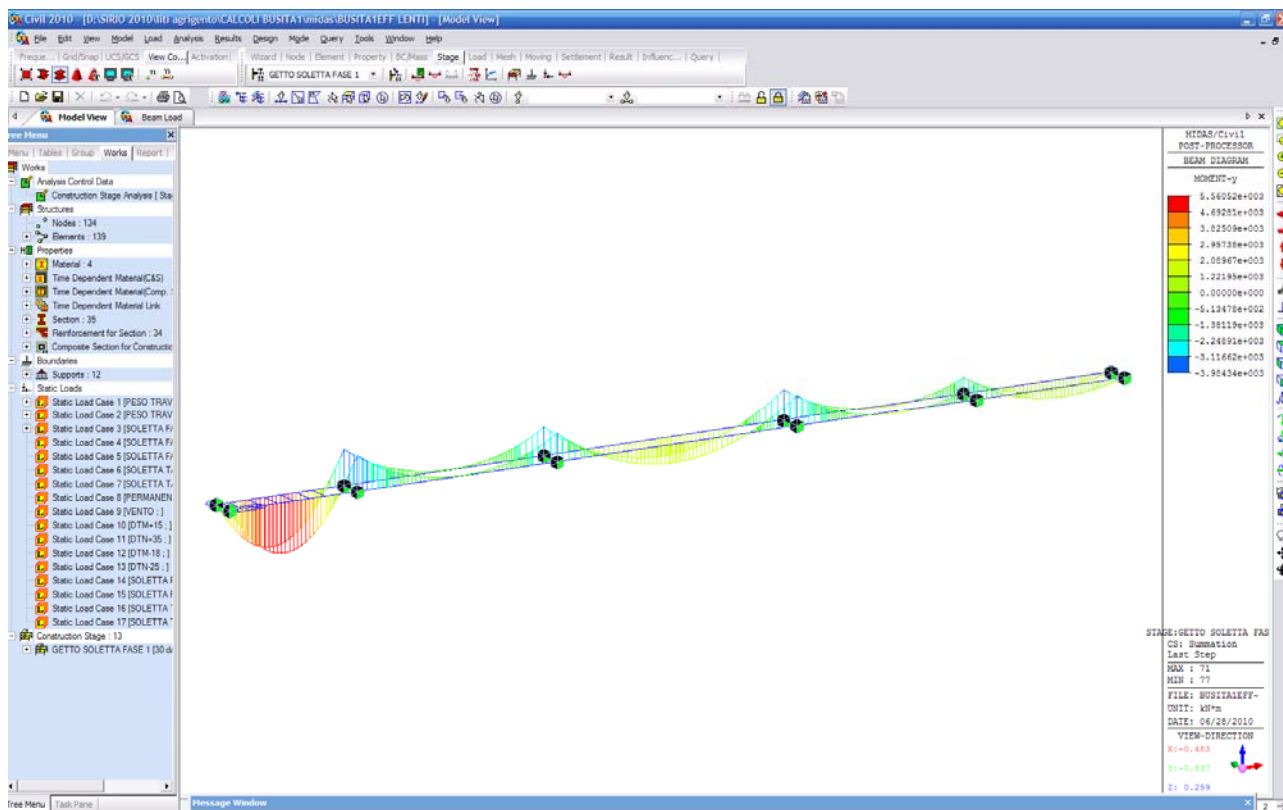 Civil 2010 - [D:\SIRIO 2010\liti agrigento\CALCOLI BUSITA1\midas\BUSITA1EFF LENTI] - [Model View]
File Edit View Model Load Analysis Results Design Mode Query Tools Window Help
Freque... Grid/Snap UCS/GCS View Co... Activation Wizard Node Element Property BC/Mass Stage Load Mesh Moving Settlement Result Influenc... Query
GETTO SOLETTA FASE 1
Model View Beam Load
ree Menu
Menu Tables Group Works Report
Works
Analysis Control Data
Construction Stage Analysis [ Sta
Structures
Nodes : 134
Elements : 139
Properties
Material : 4
Time Dependent Material(C&S)
Time Dependent Material(Comp.
Time Dependent Material Link
Section : 35
Reinforcement for Section : 34
Composite Section for Constructio
Boundaries
Supports : 12
Static Loads
Static Load Case 1 [PESO TRAV
Static Load Case 2 [PESO TRAV
Static Load Case 3 [SOLETTA FA
Static Load Case 4 [SOLETTA FA
Static Load Case 5 [SOLETTA FA
Static Load Case 6 [SOLETTA TA
Static Load Case 7 [SOLETTA TA
Static Load Case 8 [PERMANEN
Static Load Case 9 [VENTO ; ]
Static Load Case 10 [DTM+15 ; ]
Static Load Case 11 [DTN+35 ; ]
Static Load Case 12 [DTM-18 ; ]
Static Load Case 13 [DTN-25 ; ]
Static Load Case 14 [SOLETTA F
Static Load Case 15 [SOLETTA F
Static Load Case 16 [SOLETTA T
Static Load Case 17 [SOLETTA T
Construction Stage : 13
GETTO SOLETTA FASE 1 [30 d
MIDAS/Civil
POST-PROCESSOR
BEAM DIAGRAM
MOMENT-y
5.56052e+003
4.69281e+003
3.82509e+003
2.95738e+003
2.08967e+003
1.22195e+003
0.00000e+000
-5.13478e+002
-1.38119e+003
-2.24891e+003
-3.11662e+003
-3.98434e+003
STAGE:GETTO SOLETTA FAS
CS: Summation
Last Step
MAX : 71
MIN : 77
FILE: BUSITA1EFF~
UNIT: kN*m
DATE: 06/28/2010
VIEW-DIRECTION
X:-0.483
Y:-0.837
Z: 0.259
Tree Menu Task Pane
Message Window
2